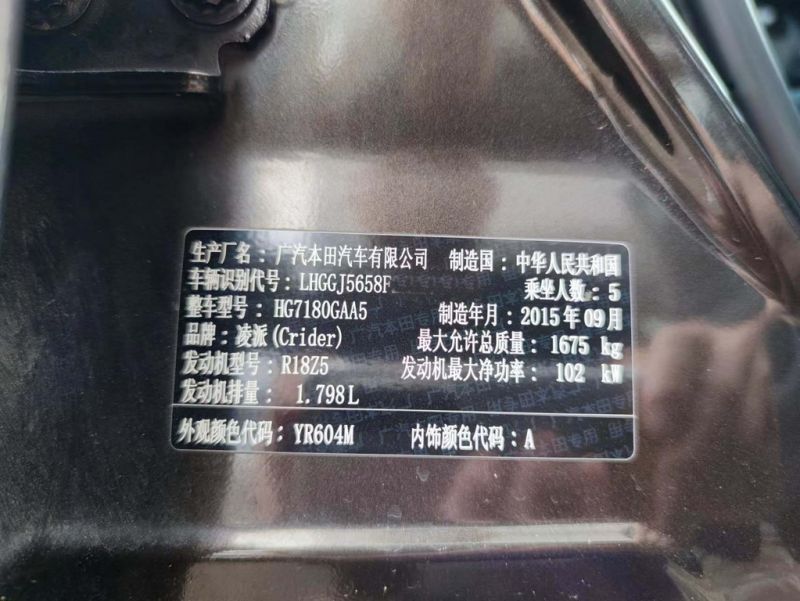 生产厂名：广汽本田汽车有限公司 制造国：中华人民共和国
车辆识别代号：LHGGJ5658F 乘坐人数：5
整车型号：HG7180GAA5 制造年月：2015年09月
品牌：凌派(Crider) 最大允许总质量：1675 kg
发动机型号：R18Z5 发动机最大净功率：102 kW
发动机排量：1.798L
外观颜色代码：YR604M 内饰颜色代码：A